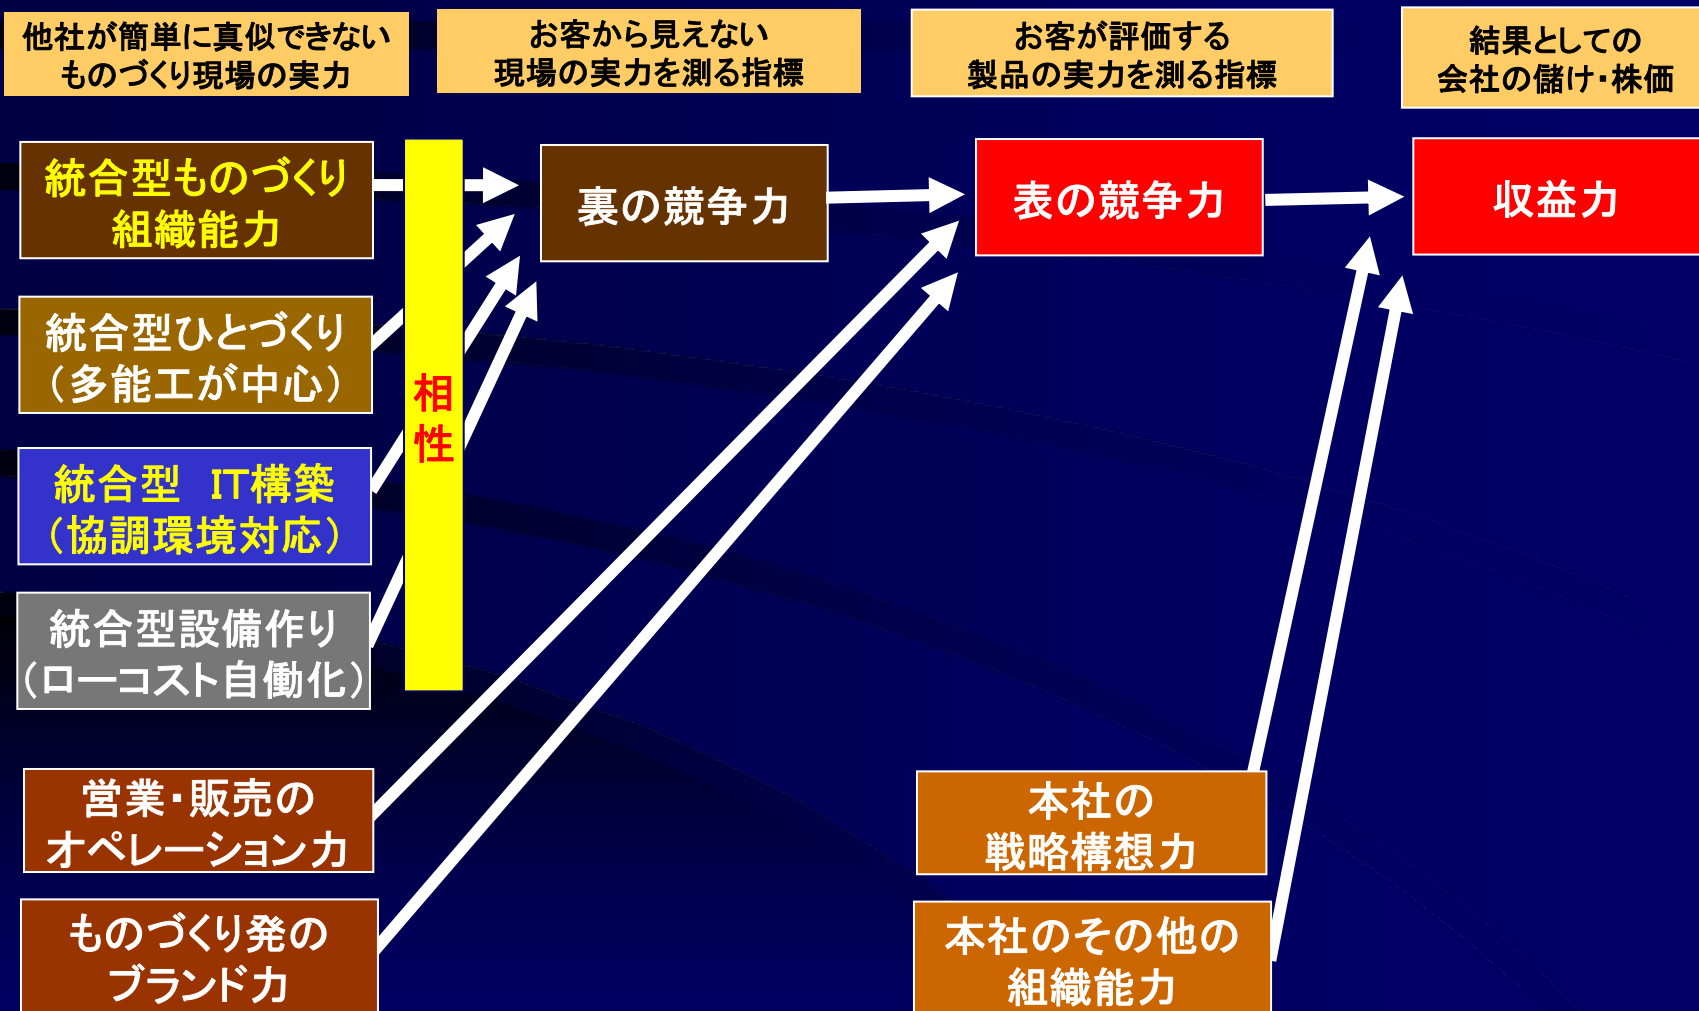 他社が簡単に真似できない
ものづくり現場の実力
お客から見えない
現場の実力を測る指標
お客が評価する
製品の実力を測る指標
結果としての
会社の儲け・株価
統合型ものづくり
組織能力
裏の競争力
表の競争力
収益力
統合型ひとづくり
（多能工が中心）
相
性
統合型　IT構築
（協調環境対応）
統合型設備作り
（ローコスト自働化）
営業・販売の
オペレーション力
本社の
戦略構想力
ものづくり発の
ブランド力
本社のその他の
組織能力